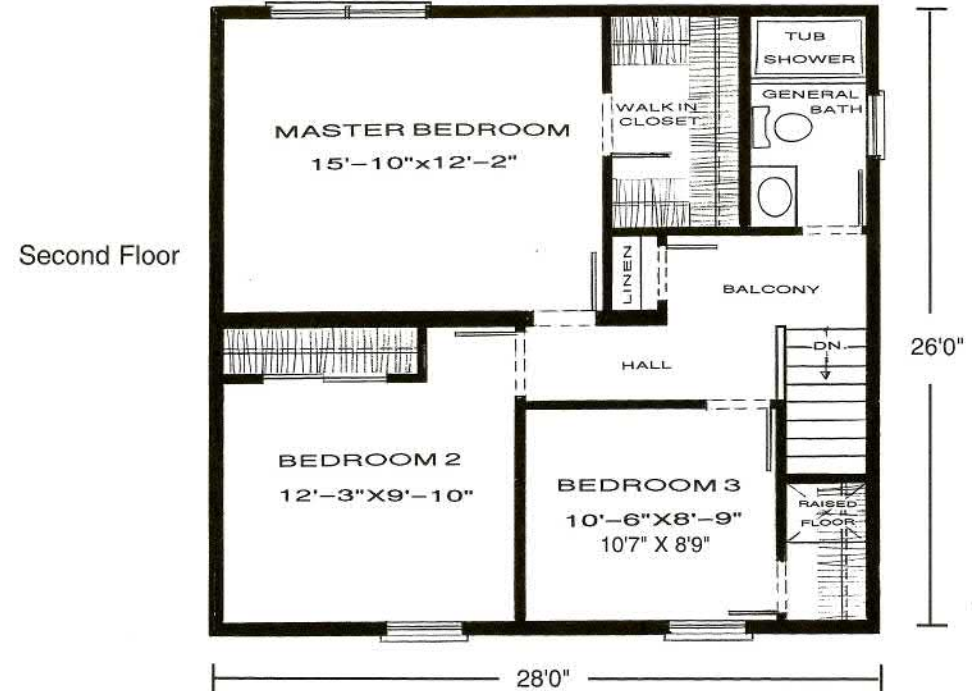 TUB
SHOWER
GENERAL
BATH
WALK IN
CLOSET
MASTER BEDROOM
15'-10"x12'-2"
Second Floor
LINEN
BALCONY
26'0"
DN.
HALL
BEDROOM 2
12'-3"X9'-10"
BEDROOM 3
10'-6"X8'-9"
10'7" X 8'9"
RAISED
FLOOR
28'0"